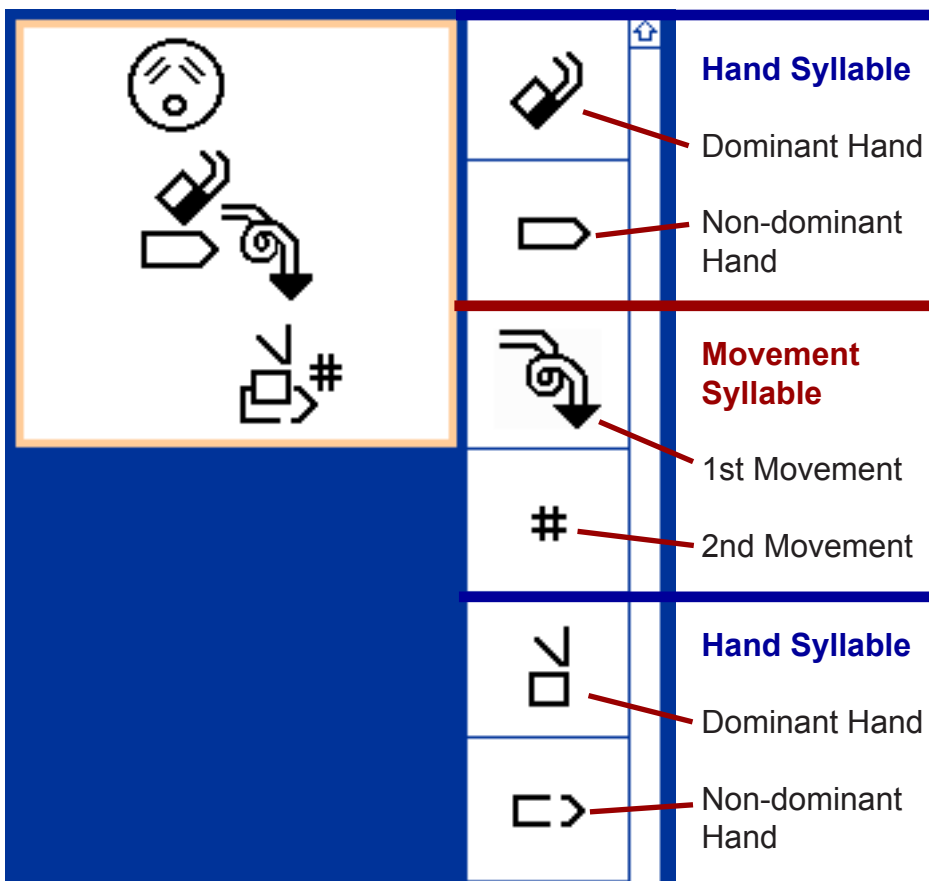 Hand Syllable
Dominant Hand
Non-dominant
Hand
Movement
Syllable
1st Movement
#
2nd Movement
Hand Syllable
Dominant Hand
Non-dominant
Hand